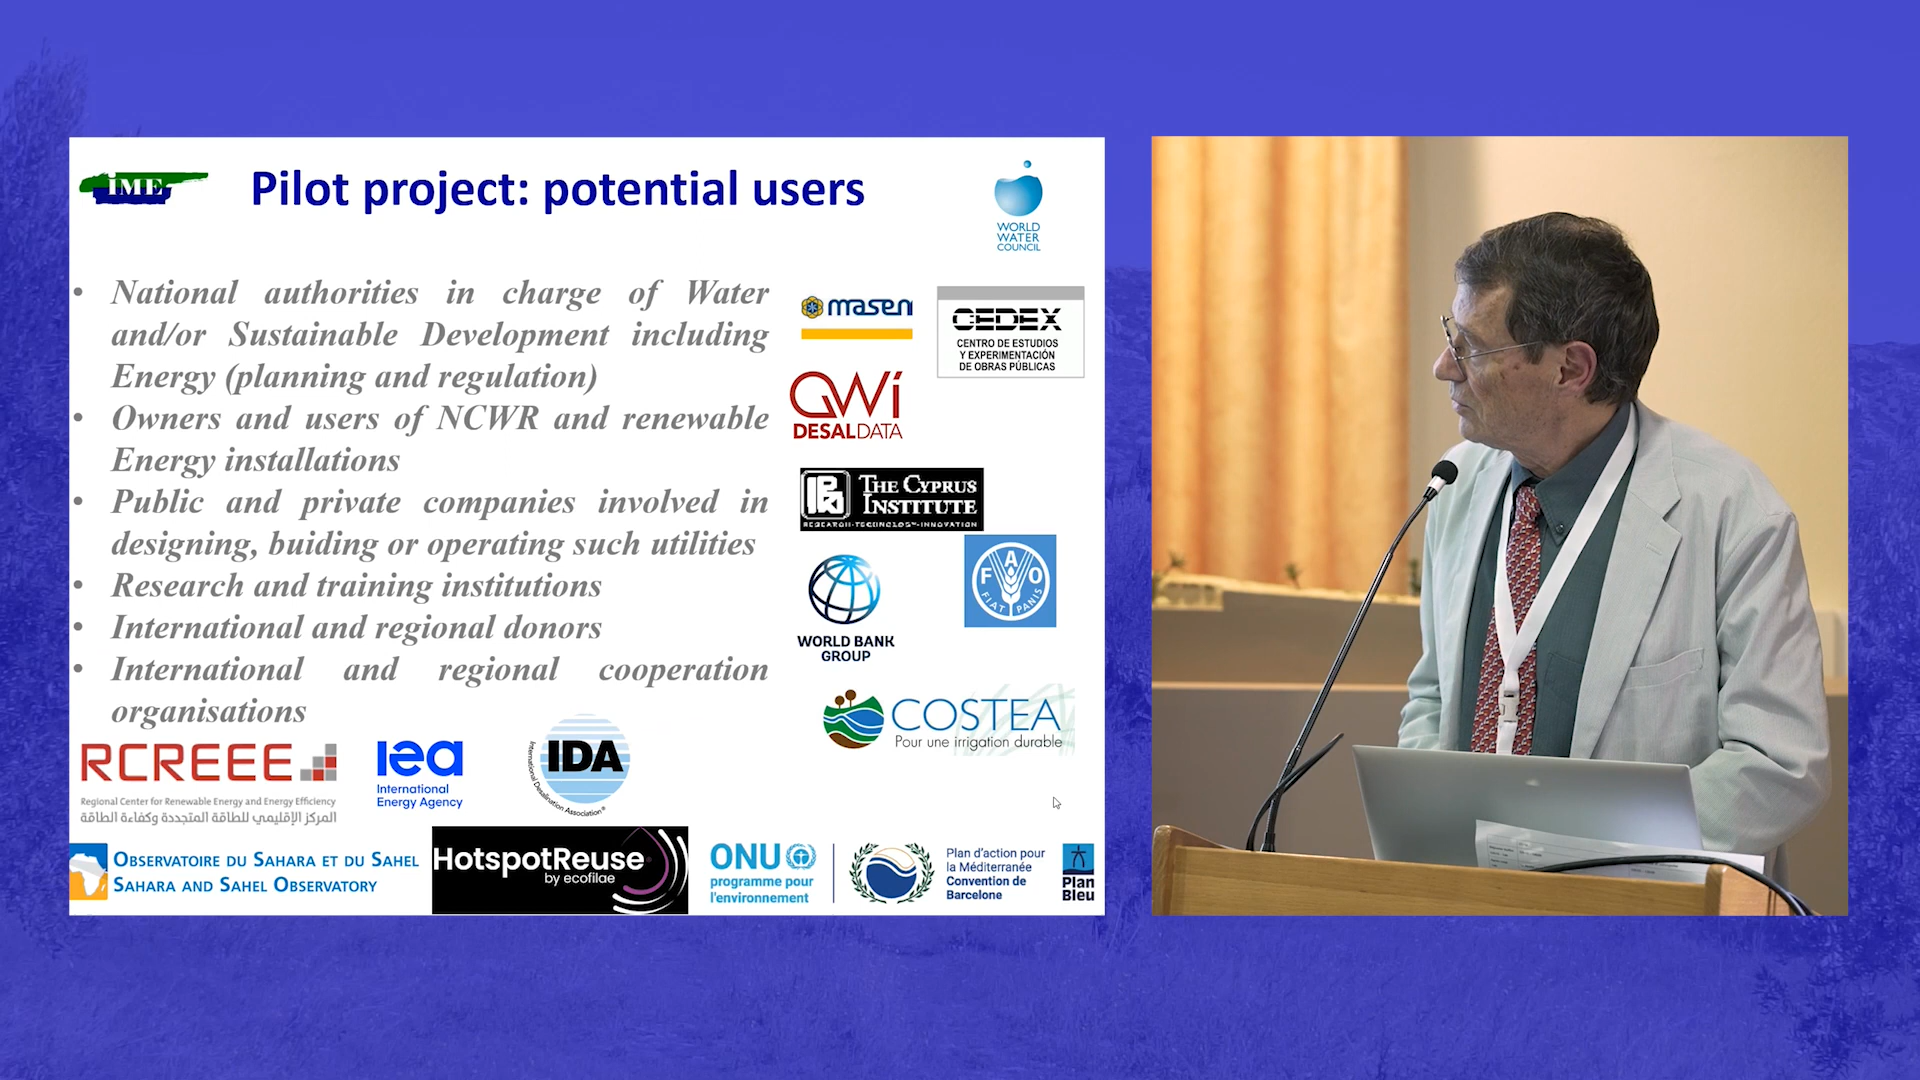 iME
Pilot project: potential users
WORLD
WATER
COUNCIL
• National authorities in charge of Water
and/or Sustainable Development including
Energy (planning and regulation)
• Owners and users of NCWR and renewable
Energy installations
• Public and private companies involved in
designing, buiding or operating such utilities
• Research and training institutions
• International and regional donors
• International and regional cooperation
organisations
masen
CEDEX
CENTRO DE ESTUDIOS
Y EXPERIMENTACIÓN
DE OBRAS PÚBLICAS
GWi
DESALDATA
THE CYPRUS
INSTITUTE
RESEARCH·TECHNOLOGY·INNOVATION
WORLD BANK
GROUP
FAO
FIAT PANIS
COSTEA
Pour une irrigation durable
RCREEE
Regional Center for Renewable Energy and Energy Efficiency
المركز الإقليمي للطاقة المتجددة وكفاءة الطاقة
iea
International
Energy Agency
IDA
International Desalination Association®
OBSERVATOIRE DU SAHARA ET DU SAHEL
SAHARA AND SAHEL OBSERVATORY
HotspotReuse
by ecofilae
ONU
programme pour
l'environnement
Plan d'action pour
la Méditerranée
Convention de
Barcelone
Plan
Bleu